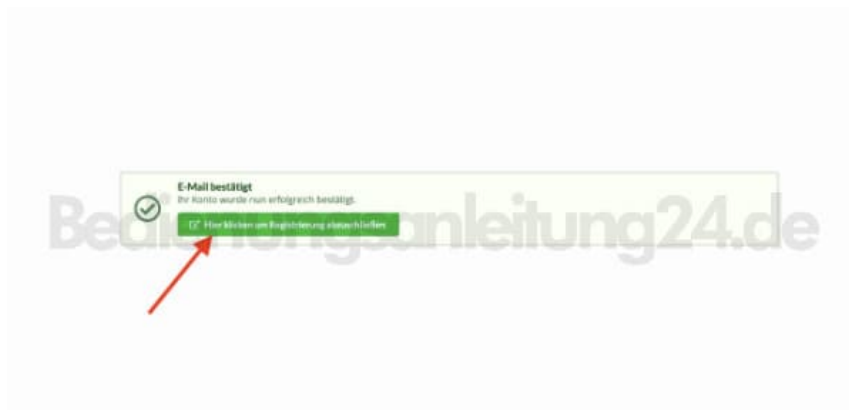 E-Mail bestätigt
Ihr Konto wurde nun erfolgreich bestätigt.
Hier klicken um Registrierung abzuschließen
Bedienungsanleitung24.de